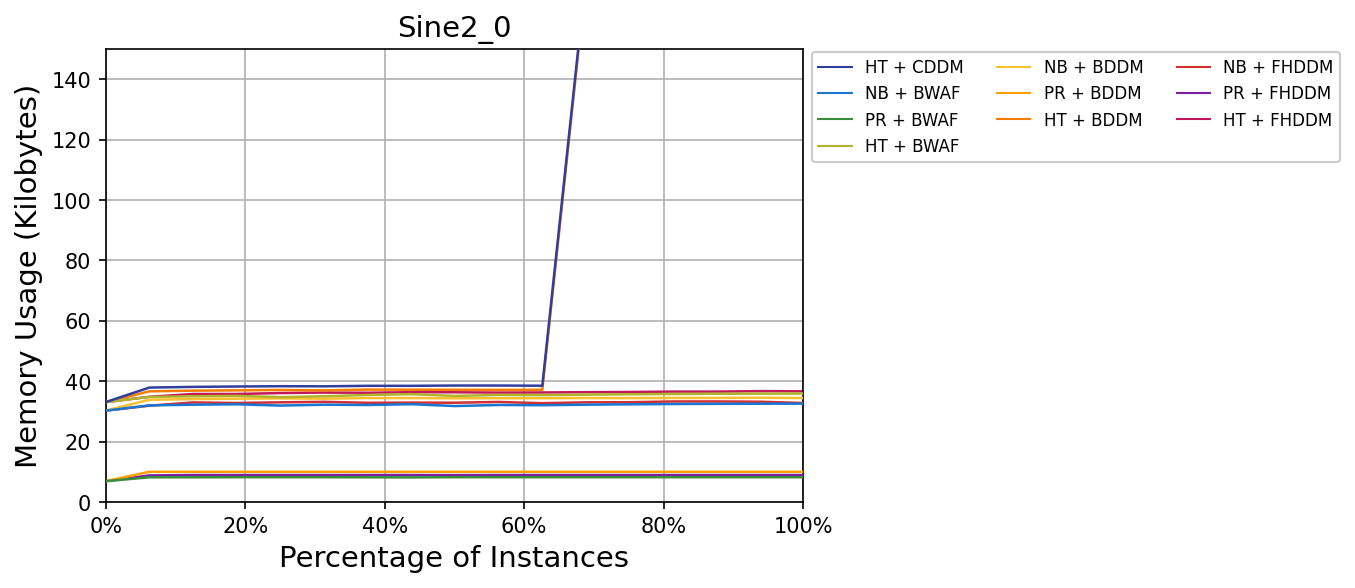 Sine2_0
Memory Usage (Kilobytes)
140
120
100
80
60
40
20
0
0% 20% 40% 60% 80% 100%
Percentage of Instances
HT + CDDM NB + BDDM NB + FHDDM
NB + BWAF PR + BDDM PR + FHDDM
PR + BWAF HT + BDDM HT + FHDDM
HT + BWAF